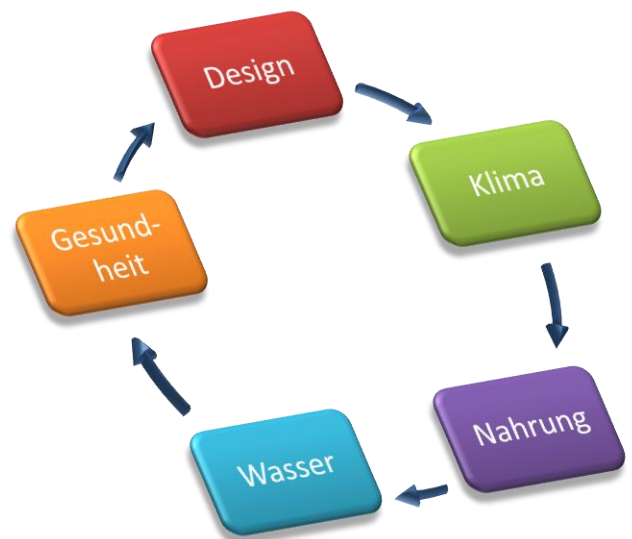 Design
Klima
Nahrung
Wasser
Gesund-
heit